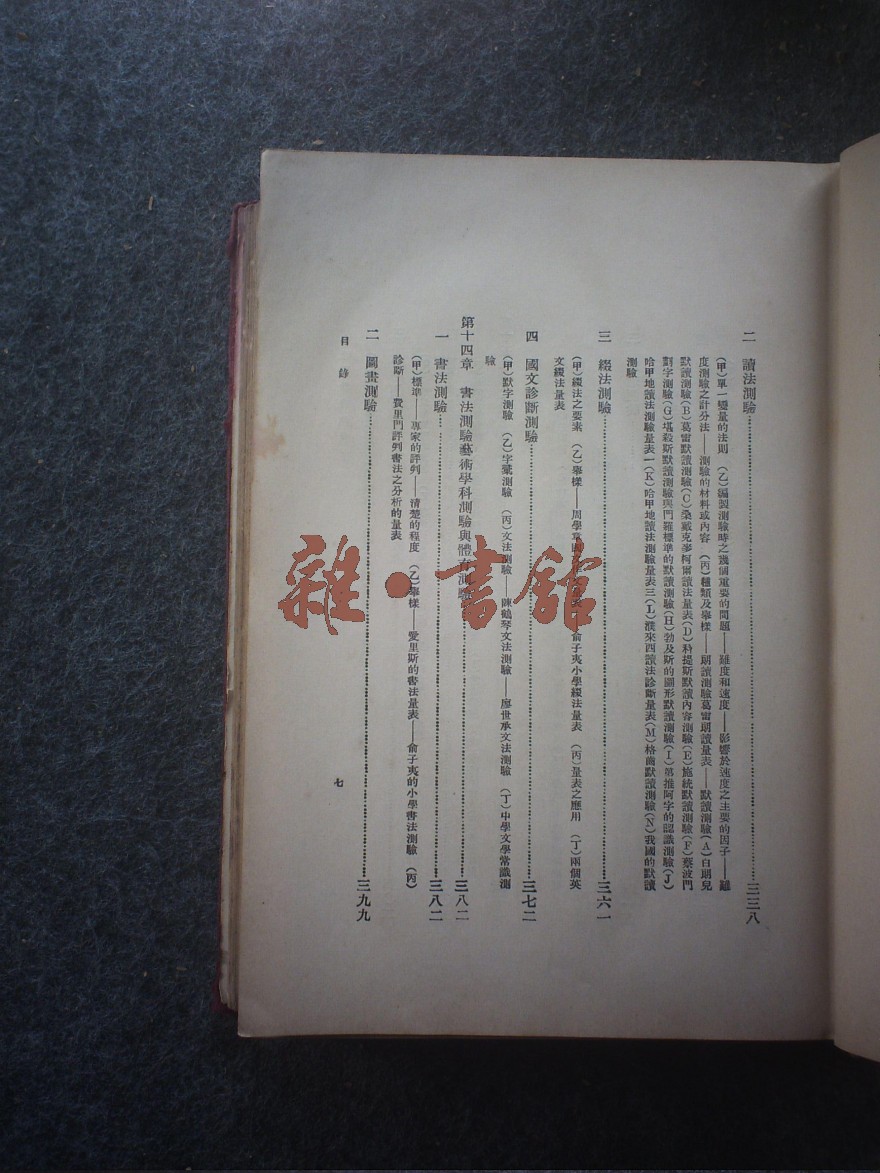 二 讀法測驗 三三八
(甲)單一變量的法則 (乙)編製測驗時之幾個重要的問題——難度和速度——影響於速度之主要的因子——難
度測驗之計分法——測驗的材料或內容 (丙)種類及舉樣——朗讀測驗葛雷朗讀量表——默讀測驗(A)白朗兒
默讀測驗(B)葛雷默讀測驗(C)桑戴克麥柯爾讀法量表(D)科提斯默讀內容測驗(E)施統默讀測驗(F)蔡波門
劃字測驗(G)堪殺斯默讀測驗與門羅標準的默讀測驗(H)勃及斯的圖形默讀測驗(I)第推阿字的認識測驗(J)
哈甲地讀法測驗量表一(K)哈甲地讀法測驗量表三(L)濮來西讀法診斷量表(M)格爾默讀測驗(N)我國的默讀
測驗
三 綴法測驗 三六一
(甲)綴法之要素 (乙)舉樣——周學章國 俞子夷小學綴法量表 (丙)量表之應用 (丁)兩個英
文綴法量表
四 國文診斷測驗 三七二
(甲)默字測驗 (乙)字彙測驗 (丙)文法測驗——陳鶴琴文法測驗——廖世承文法測驗 (丁)中學文學常識測
驗
第十四章 書法測驗藝術學科測驗與體育測驗 三八二
一 書法測驗 三八二
(甲)標準——專家的評列——清楚的程度 (乙)舉樣——愛里斯的書法量表——俞子夷的小學書法測驗 (丙)
診斷——費里門評列書法之分析的量表
二 圖畫測驗 三九九
目錄 七
雜·書館